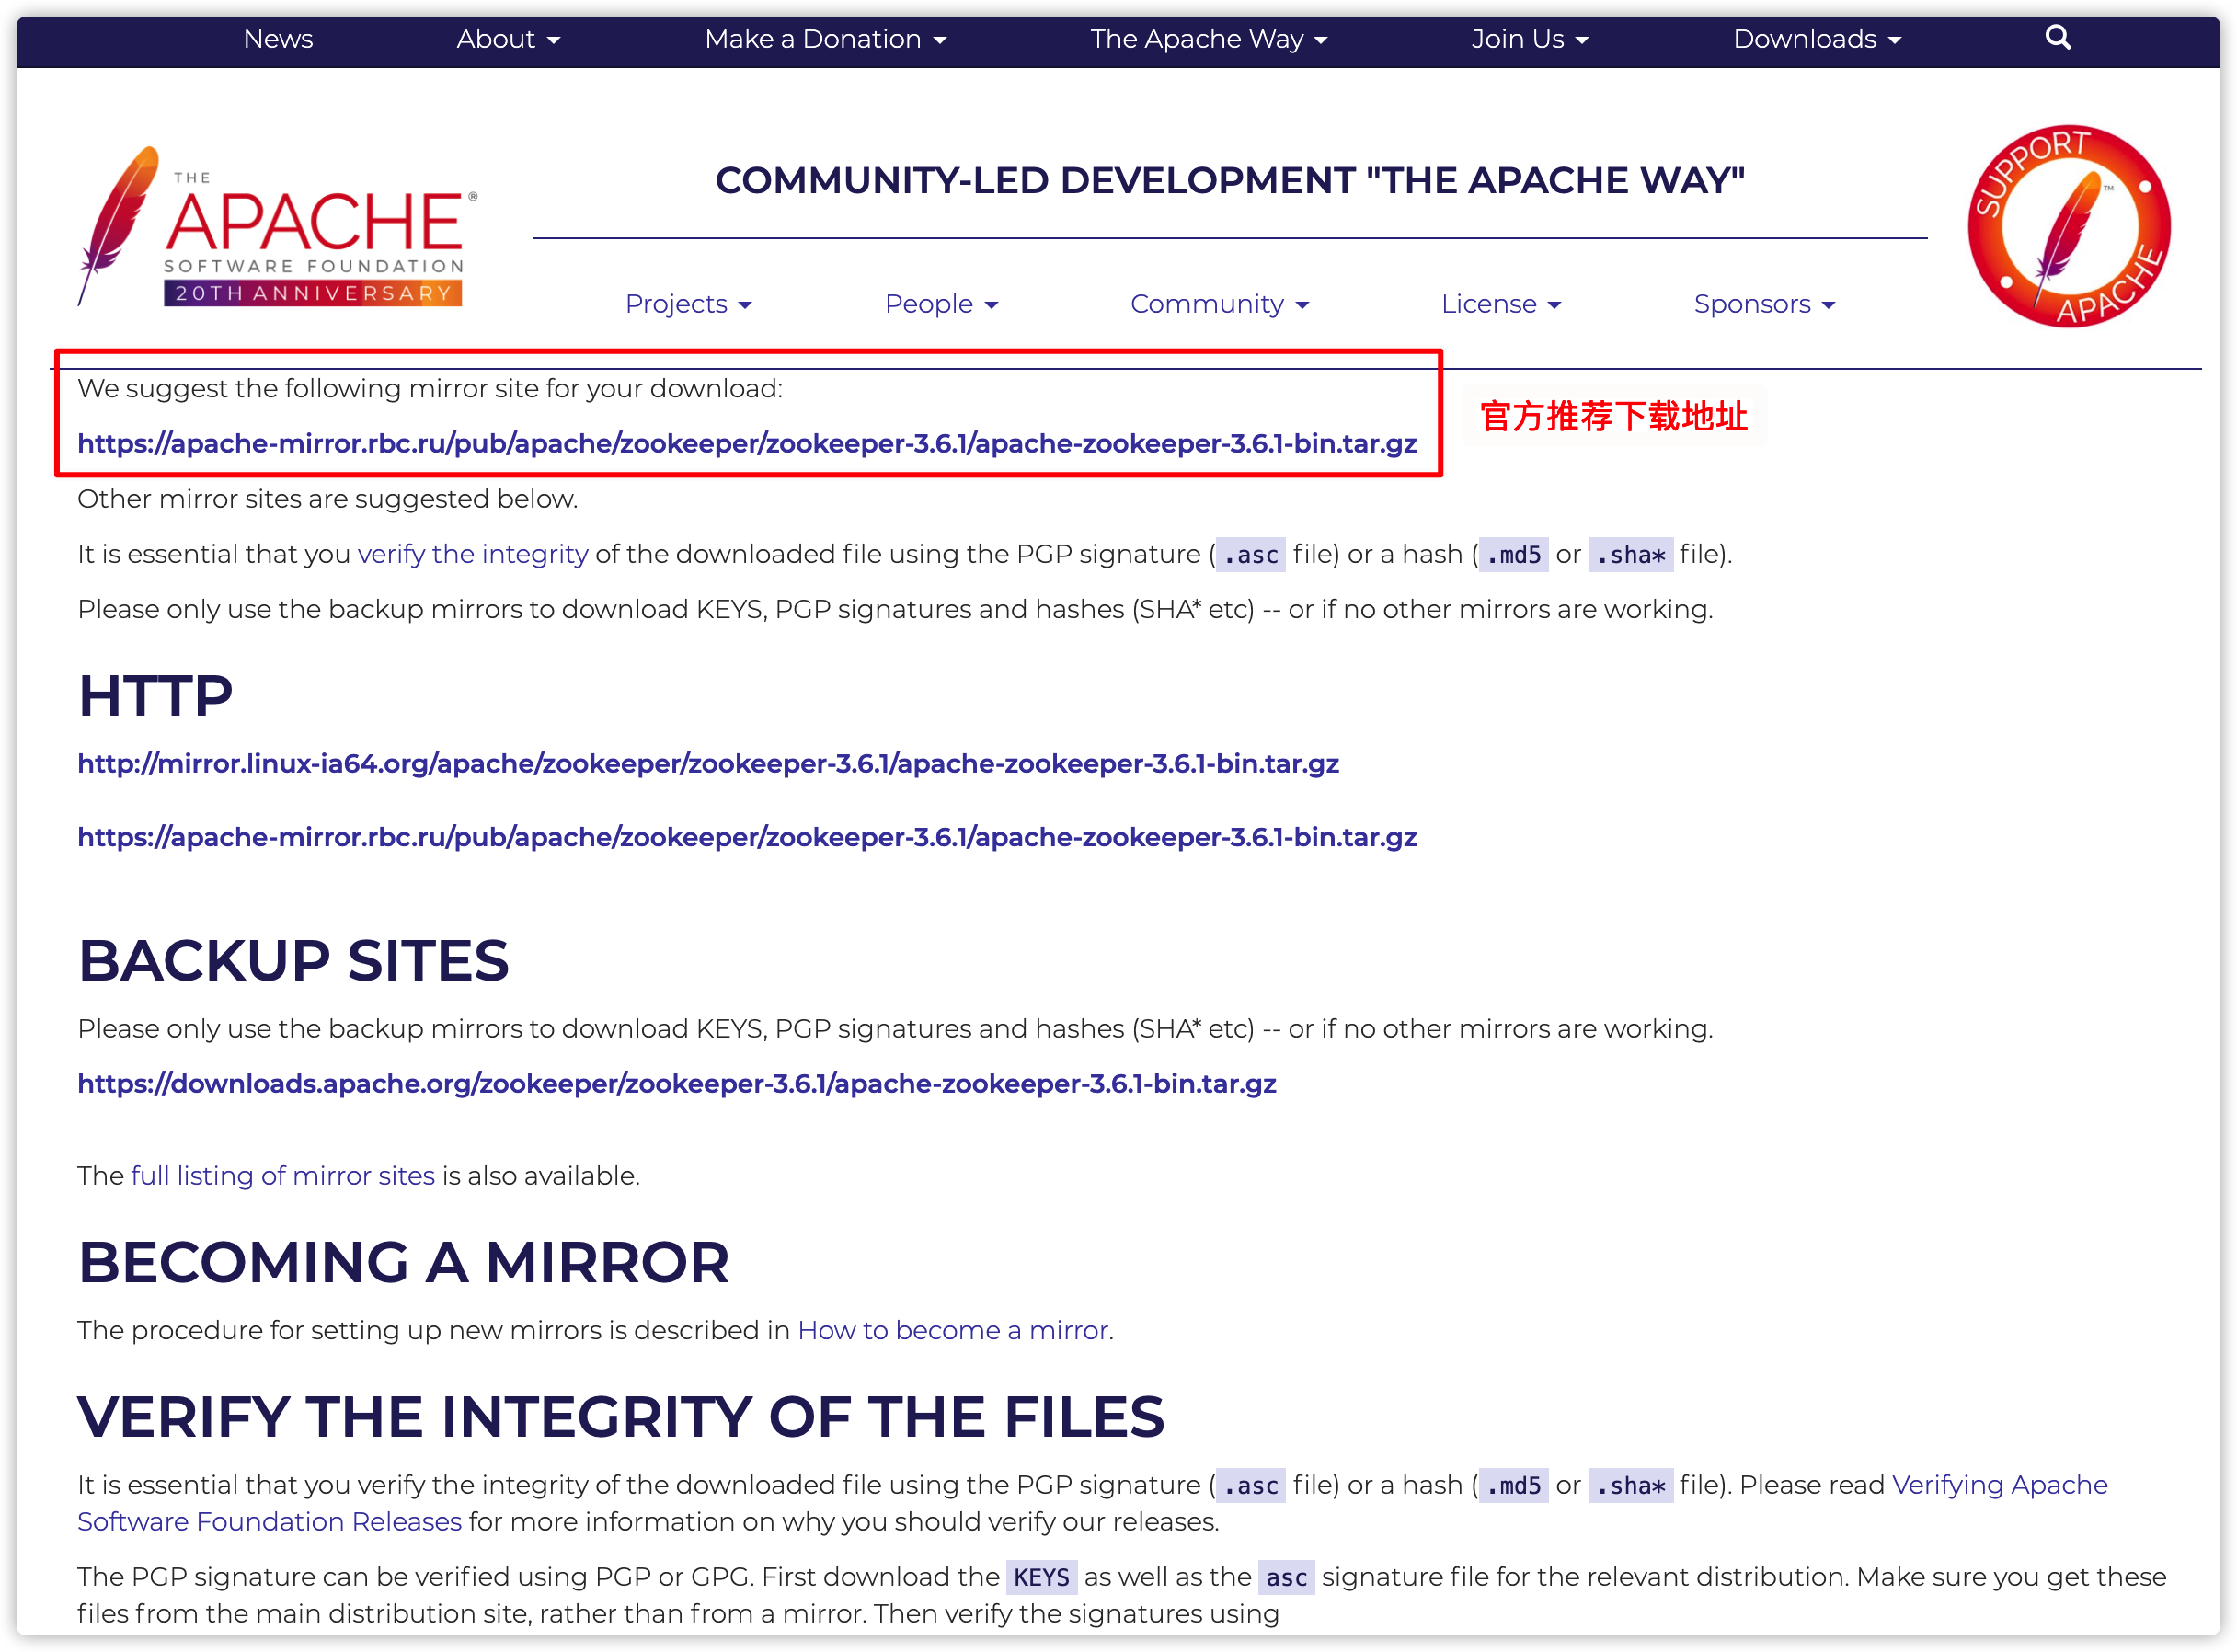 News About Make a Donation The Apache Way Join Us Downloads
THE
APACHE®
SOFTWARE FOUNDATION
20TH ANNIVERSARY
COMMUNITY-LED DEVELOPMENT "THE APACHE WAY"
SUPPORT APACHE ™
Projects People Community License Sponsors
We suggest the following mirror site for your download:
官方推荐下载地址
https://apache-mirror.rbc.ru/pub/apache/zookeeper/zookeeper-3.6.1/apache-zookeeper-3.6.1-bin.tar.gz
Other mirror sites are suggested below.
It is essential that you verify the integrity of the downloaded file using the PGP signature ( .asc file) or a hash ( .md5 or .sha* file).
Please only use the backup mirrors to download KEYS, PGP signatures and hashes (SHA* etc) -- or if no other mirrors are working.
HTTP
http://mirror.linux-ia64.org/apache/zookeeper/zookeeper-3.6.1/apache-zookeeper-3.6.1-bin.tar.gz
https://apache-mirror.rbc.ru/pub/apache/zookeeper/zookeeper-3.6.1/apache-zookeeper-3.6.1-bin.tar.gz
BACKUP SITES
Please only use the backup mirrors to download KEYS, PGP signatures and hashes (SHA* etc) -- or if no other mirrors are working.
https://downloads.apache.org/zookeeper/zookeeper-3.6.1/apache-zookeeper-3.6.1-bin.tar.gz
The full listing of mirror sites is also available.
BECOMING A MIRROR
The procedure for setting up new mirrors is described in How to become a mirror.
VERIFY THE INTEGRITY OF THE FILES
It is essential that you verify the integrity of the downloaded file using the PGP signature ( .asc file) or a hash ( .md5 or .sha* file). Please read Verifying Apache
Software Foundation Releases for more information on why you should verify our releases.
The PGP signature can be verified using PGP or GPG. First download the KEYS as well as the asc signature file for the relevant distribution. Make sure you get these
files from the main distribution site, rather than from a mirror. Then verify the signatures using